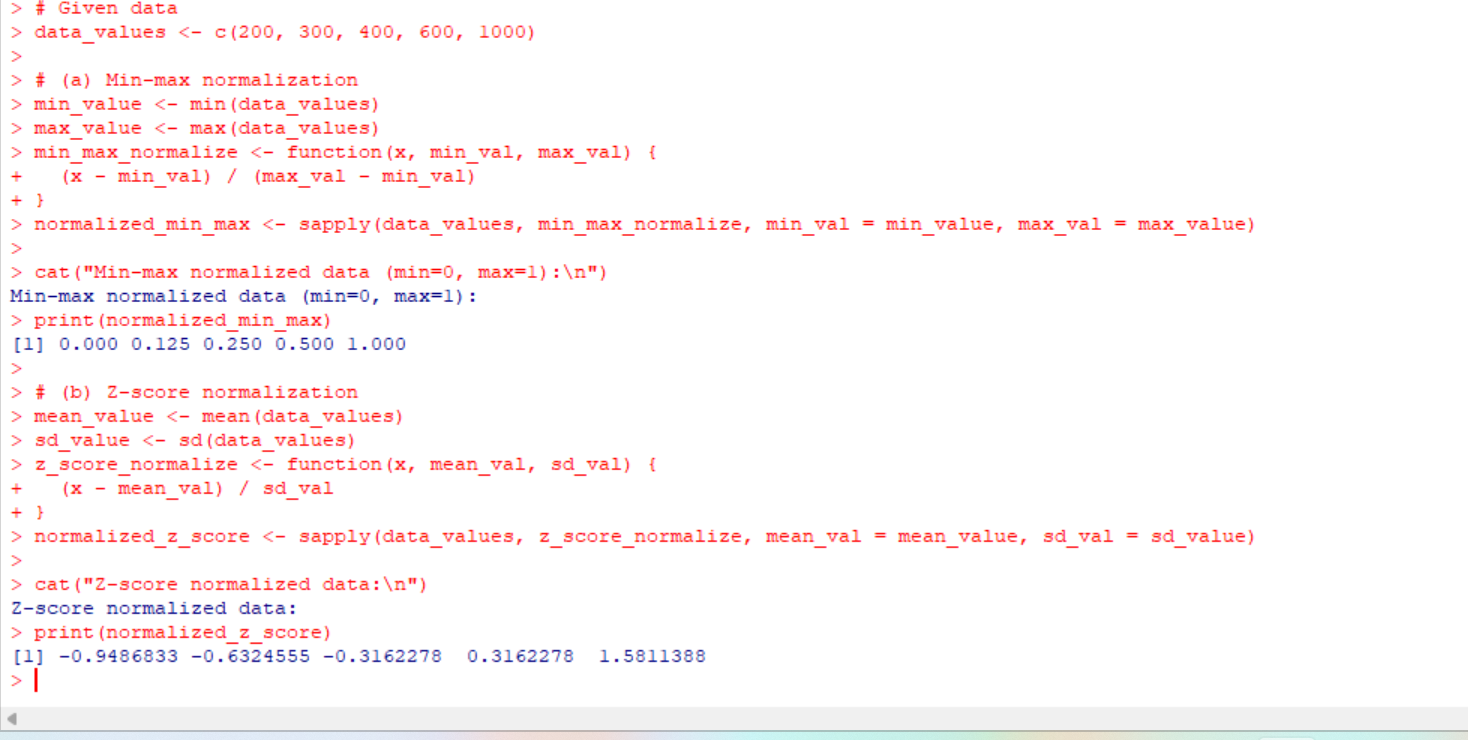 > # Given data
> data_values <- c(200, 300, 400, 600, 1000)
>
> # (a) Min-max normalization
> min_value <- min(data_values)
> max_value <- max(data_values)
> min_max_normalize <- function(x, min_val, max_val) {
+   (x - min_val) / (max_val - min_val)
+ }
> normalized_min_max <- sapply(data_values, min_max_normalize, min_val = min_value, max_val = max_value)
>
> cat("Min-max normalized data (min=0, max=1):\n")
Min-max normalized data (min=0, max=1):
> print(normalized_min_max)
[1] 0.000 0.125 0.250 0.500 1.000
>
> # (b) Z-score normalization
> mean_value <- mean(data_values)
> sd_value <- sd(data_values)
> z_score_normalize <- function(x, mean_val, sd_val) {
+   (x - mean_val) / sd_val
+ }
> normalized_z_score <- sapply(data_values, z_score_normalize, mean_val = mean_value, sd_val = sd_value)
>
> cat("Z-score normalized data:\n")
Z-score normalized data:
> print(normalized_z_score)
[1] -0.9486833 -0.6324555 -0.3162278  0.3162278  1.5811388
>